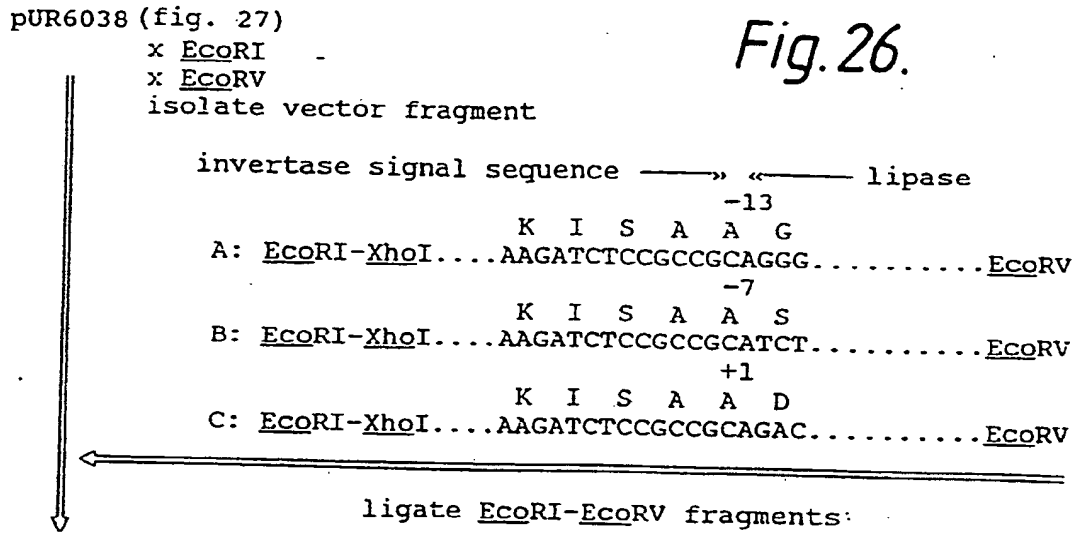 pUR6038 (fig. 27)
Fig. 26.
x EcoRI
x EcoRV
isolate vector fragment
invertase signal sequence ———›› ‹‹——— lipase
-13
K I S A A G
A: EcoRI-XhoI....AAGATCTCCGCCGCAGGG..........EcoRV
-7
K I S A A S
B: EcoRI-XhoI....AAGATCTCCGCCGCATCT..........EcoRV
+1
K I S A A D
C: EcoRI-XhoI....AAGATCTCCGCCGCAGAC..........EcoRV
ligate EcoRI-EcoRV fragments: